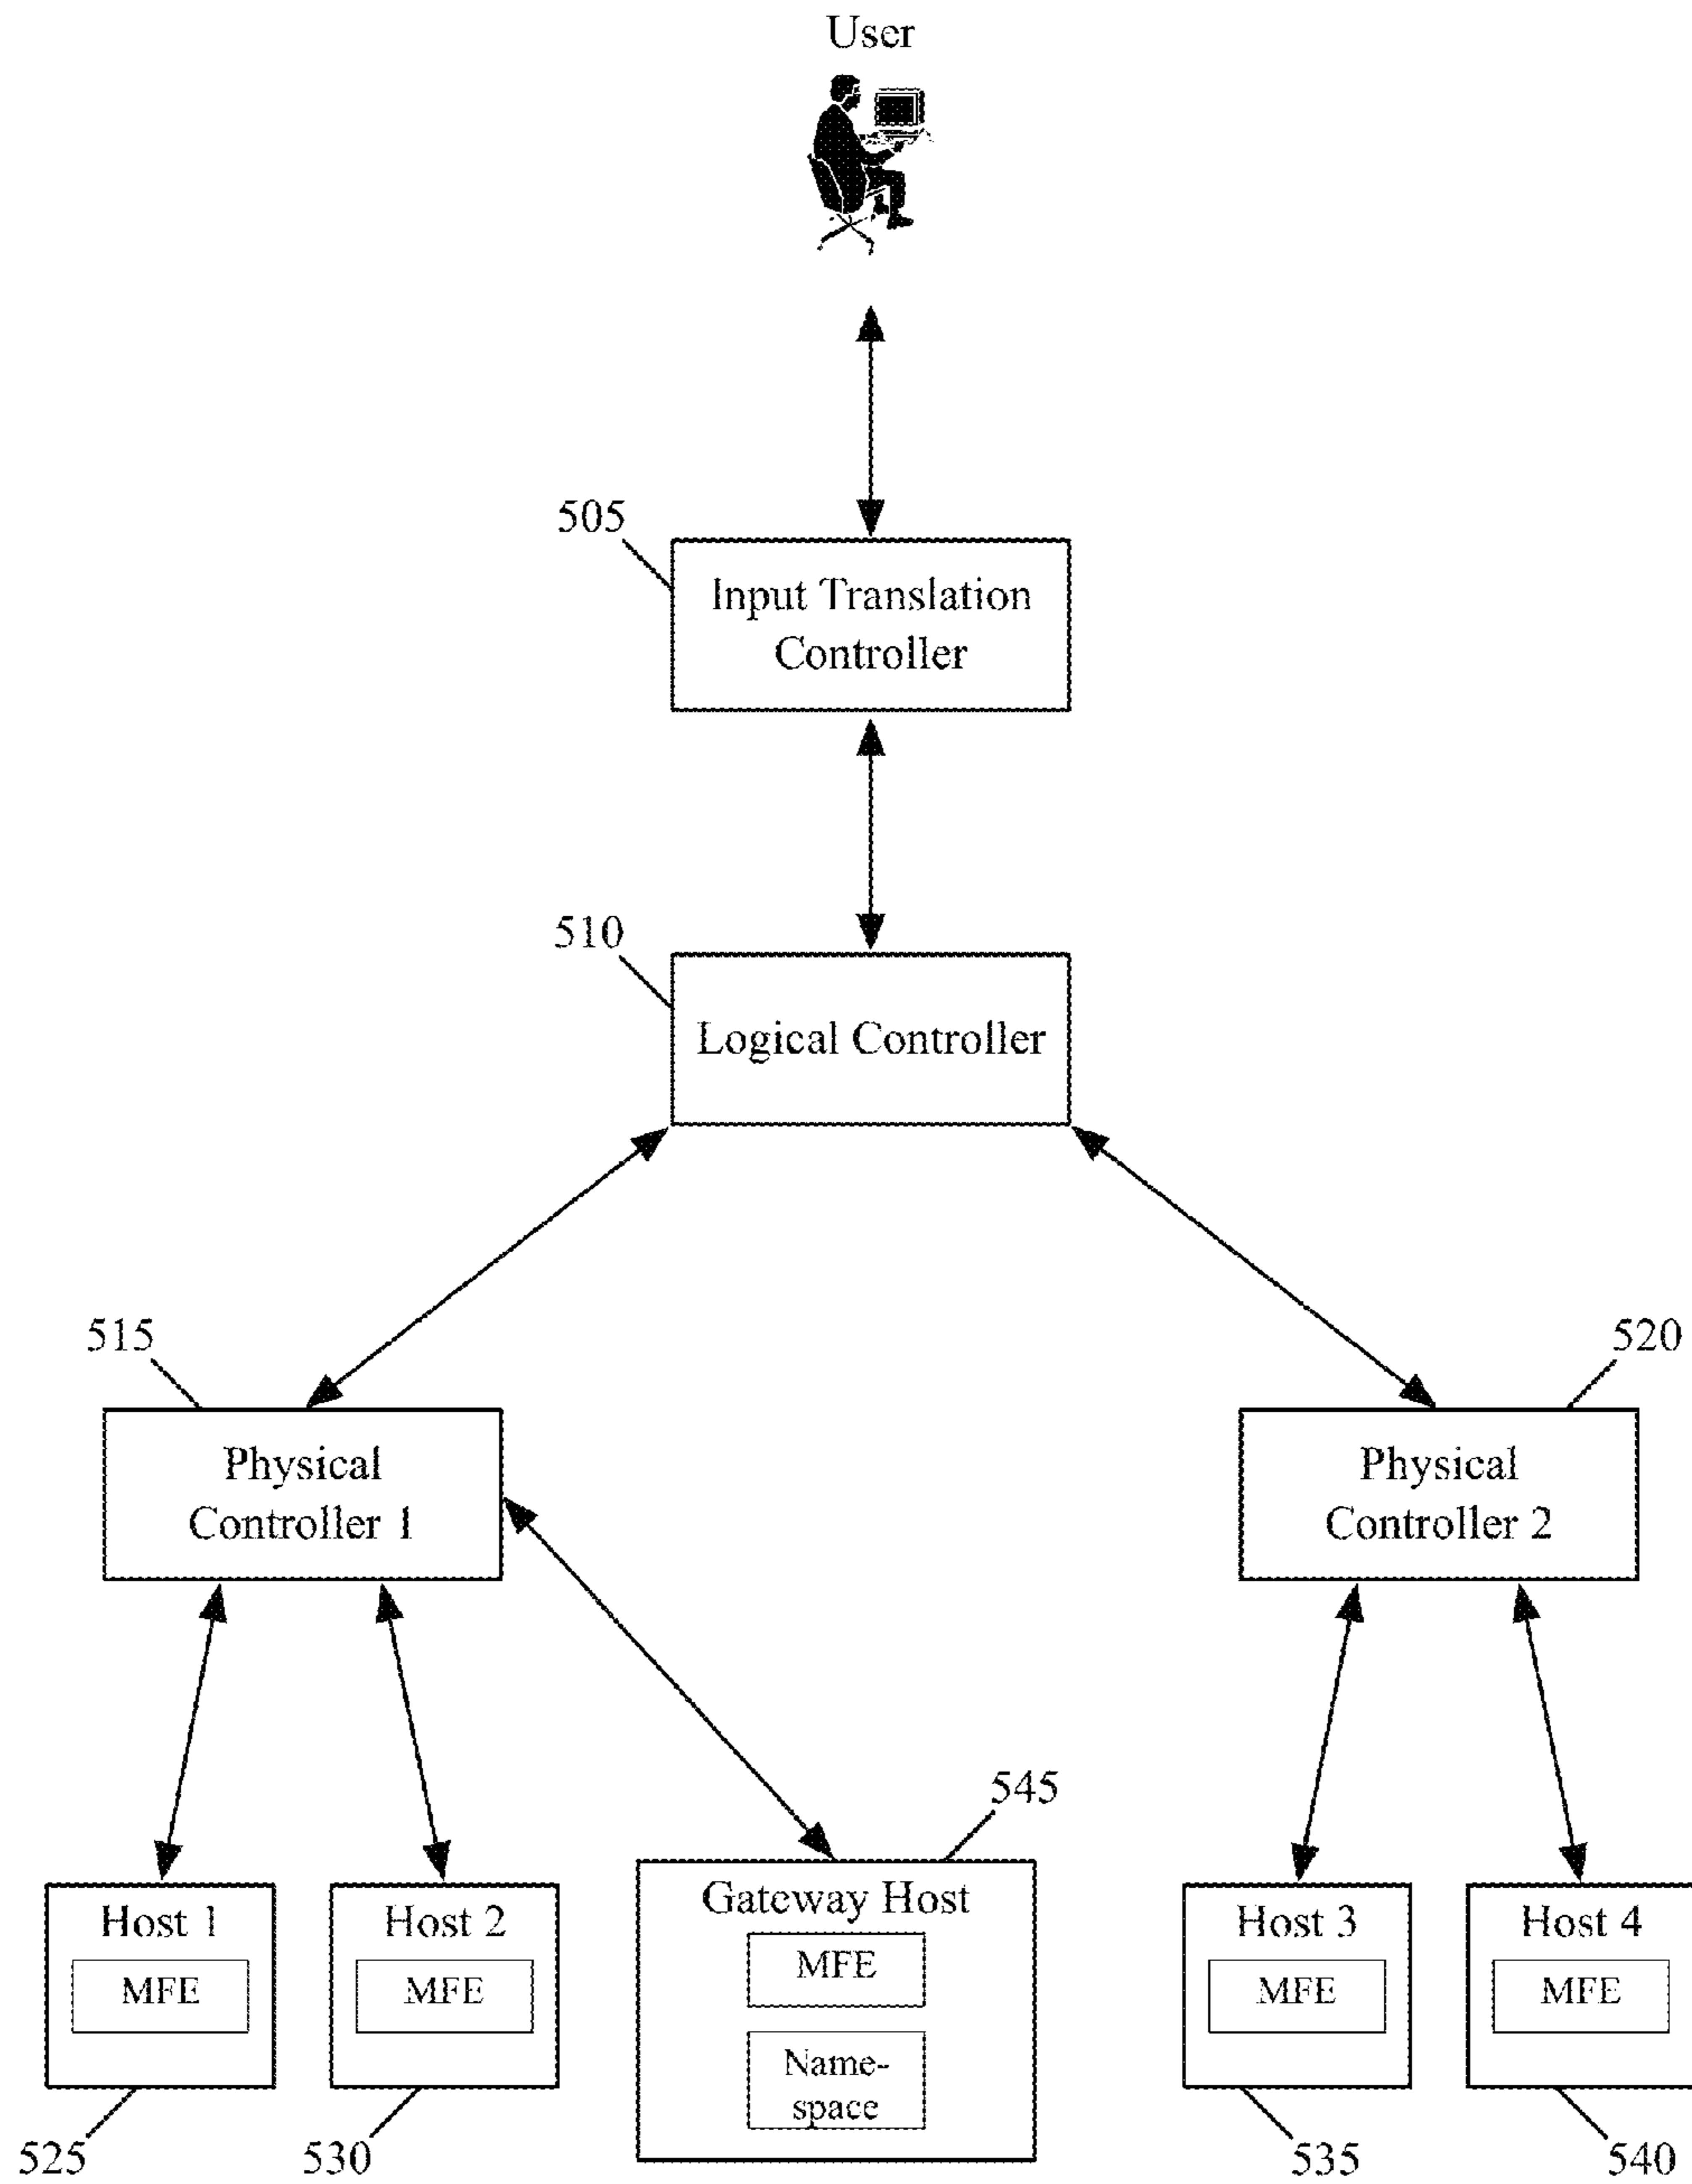 User
505
Input Translation
Controller
510
Logical Controller
515
520
Physical
Controller 1
Physical
Controller 2
545
Host 1
MFE
Host 2
MFE
Gateway Host
MFE
Name-
space
Host 3
MFE
Host 4
MFE
525
530
535
540